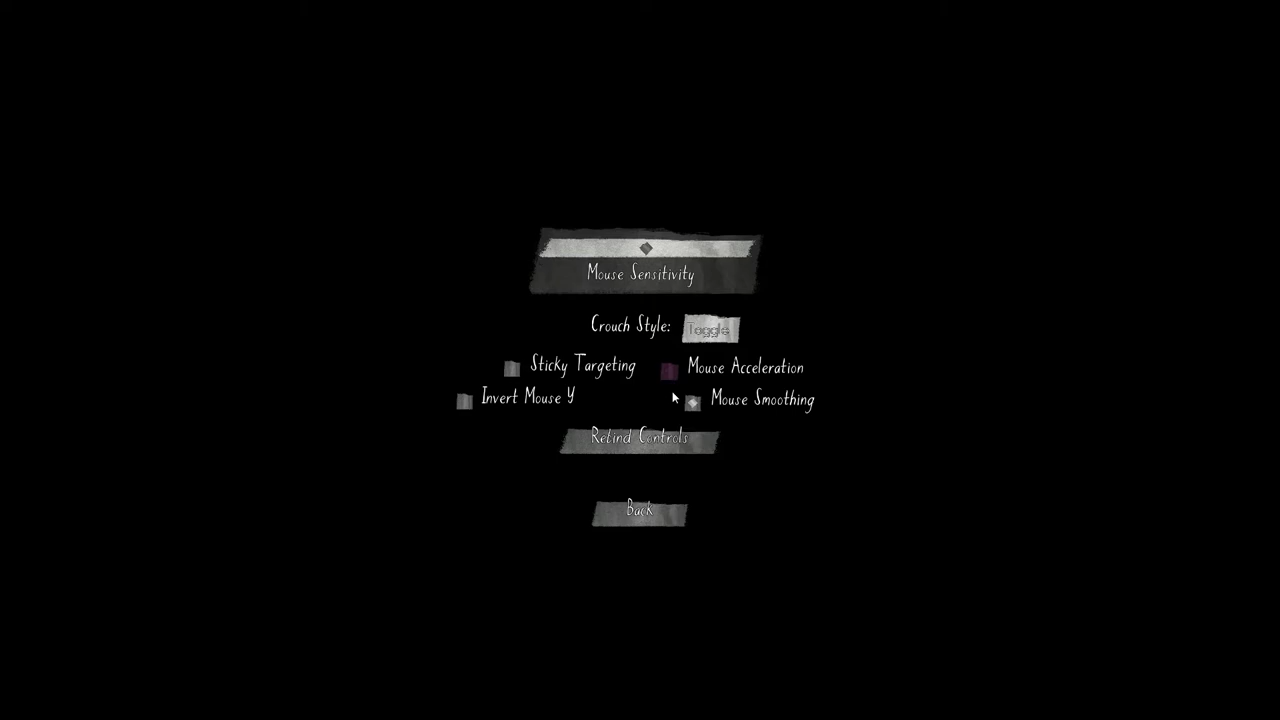 Mouse Sensitivity
Crouch Style: Toggle
Sticky Targeting Mouse Acceleration
Invert Mouse Y Mouse Smoothing
Rebind Controls
Back